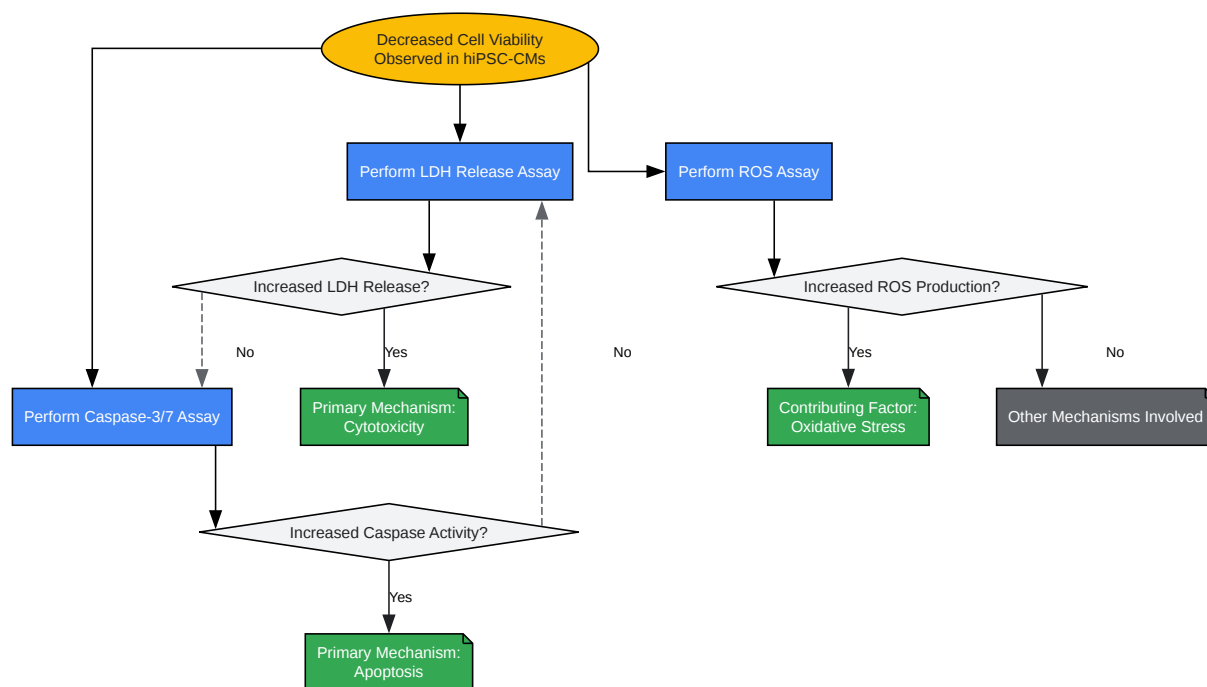 Decreased Cell Viability
Observed in hiPSC-CMs
Perform LDH Release Assay
Perform ROS Assay
Increased LDH Release?
Increased ROS Production?
No
Yes
No
Yes
No
Perform Caspase-3/7 Assay
Primary Mechanism:
Cytotoxicity
Contributing Factor:
Oxidative Stress
Other Mechanisms Involved
Increased Caspase Activity?
Yes
Primary Mechanism:
Apoptosis